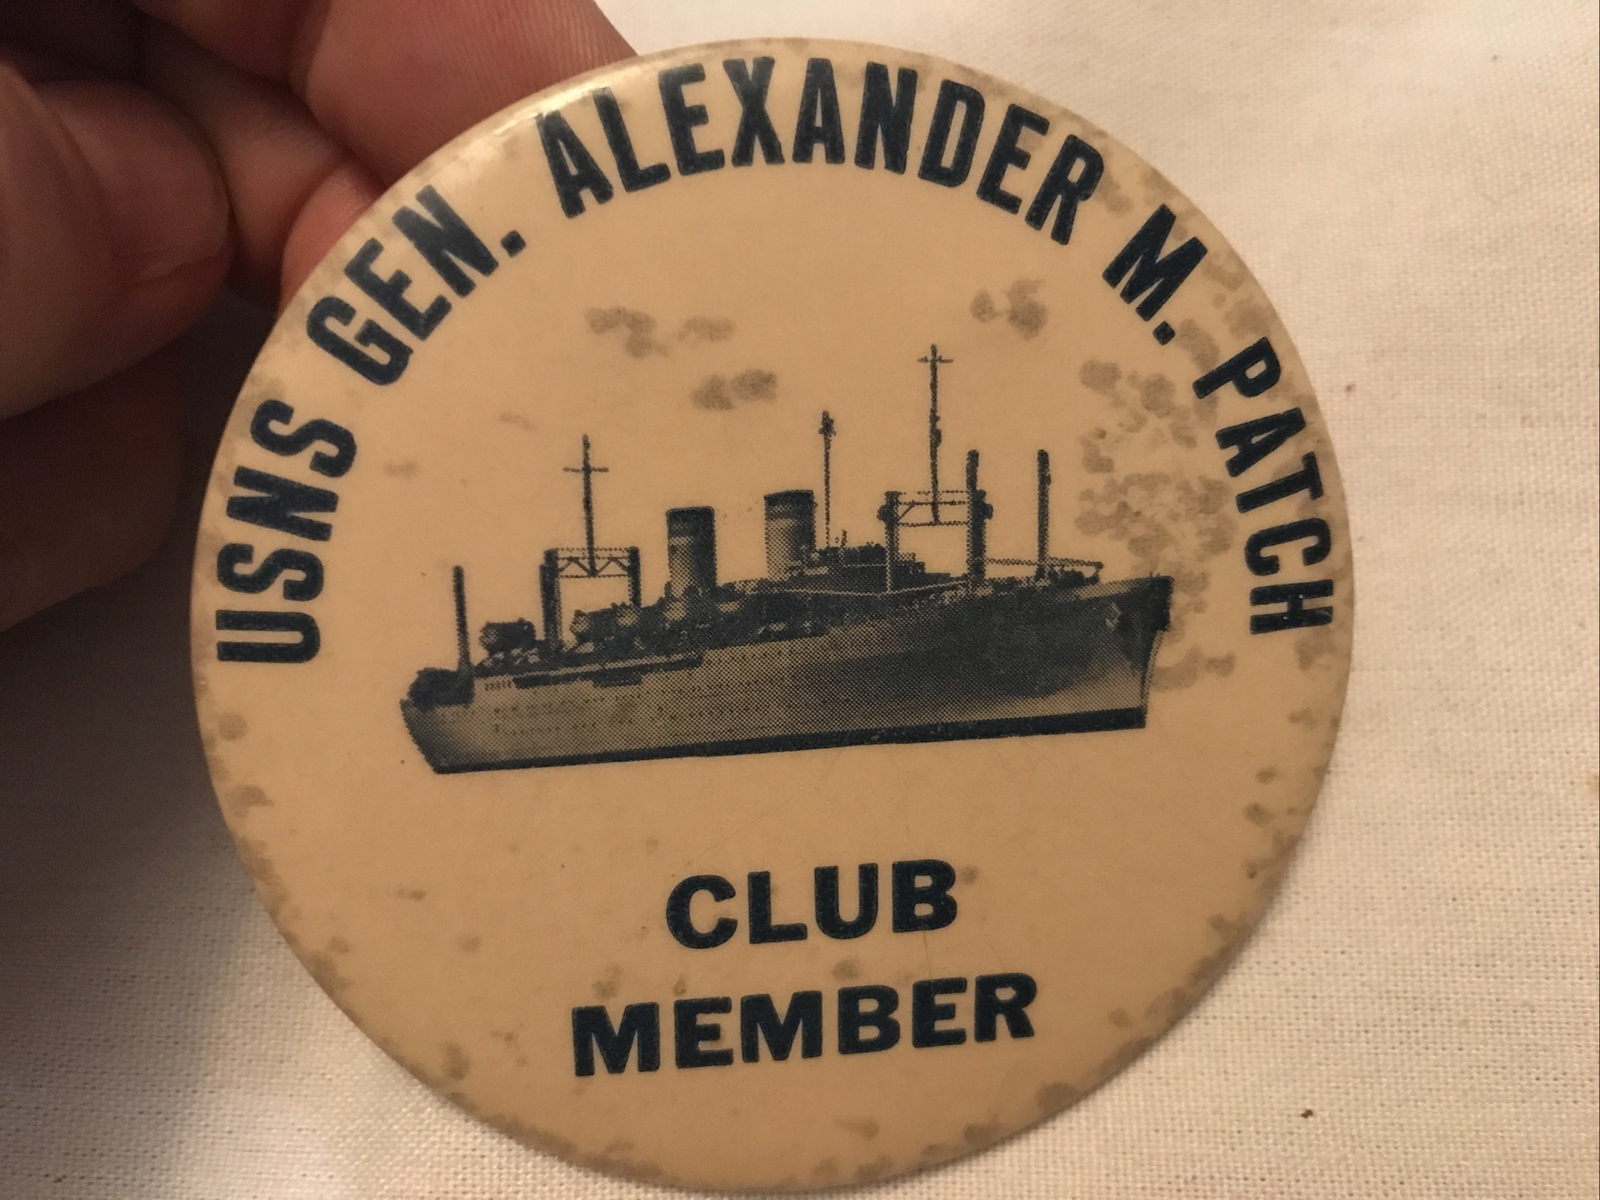 USNS GEN. ALEXANDER M. PATCH
CLUB
MEMBER